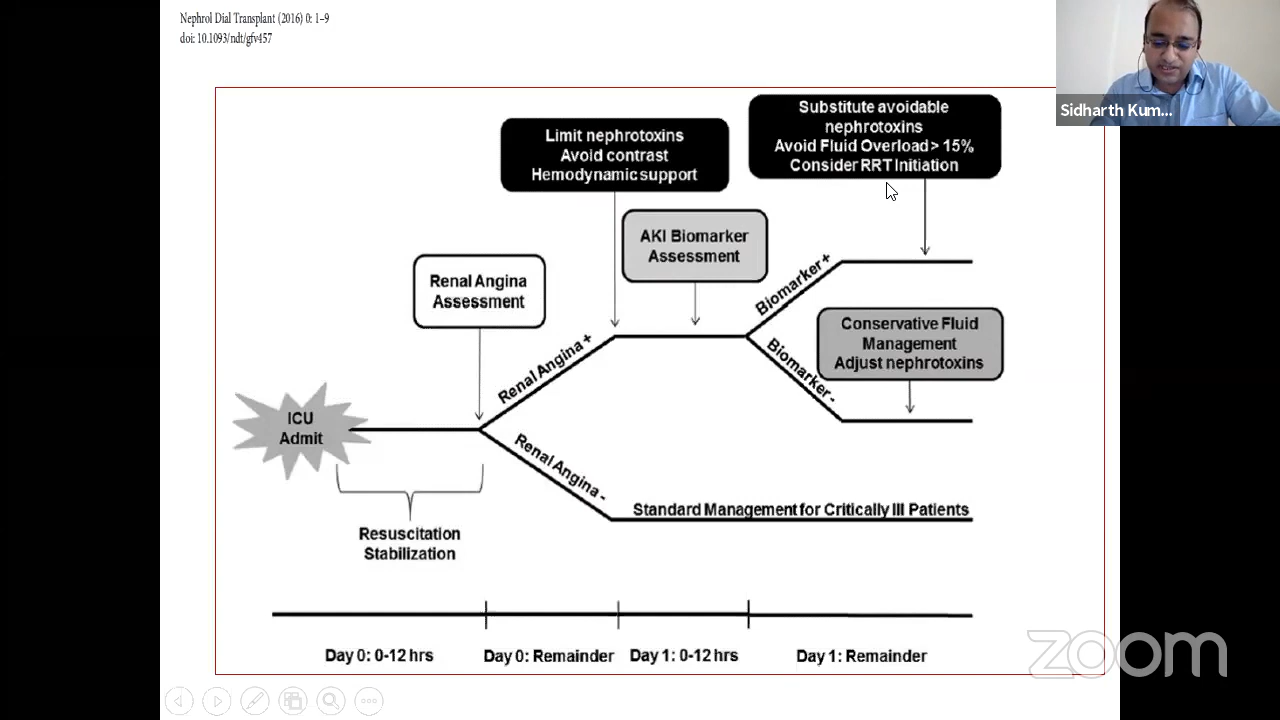 Nephrol Dial Transplant (2016) 0: 1–9
doi: 10.1093/ndt/gfv457
Sidharth Kum...
Substitute avoidable
nephrotoxins
Avoid Fluid Overload > 15%
Consider RRT Initiation
Limit nephrotoxins
Avoid contrast
Hemodynamic support
AKI Biomarker
Assessment
Renal Angina
Assessment
Biomarker+
Conservative Fluid
Management
Adjust nephrotoxins
Biomarker-
Renal Angina +
ICU
Admit
Renal Angina -
Standard Management for Critically Ill Patients
Resuscitation
Stabilization
Day 0: 0-12 hrs
Day 0: Remainder
Day 1: 0-12 hrs
Day 1: Remainder
zoom